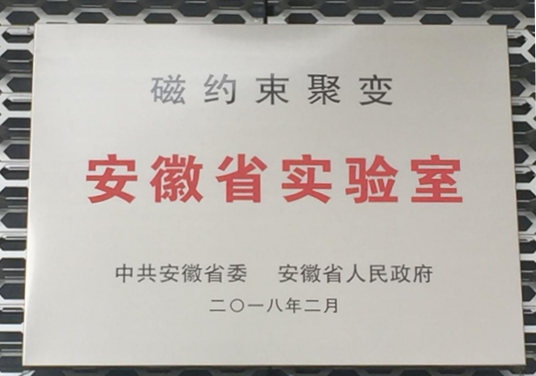 磁约束聚变
安徽省实验室
中共安徽省委 安徽省人民政府
二〇一八年二月